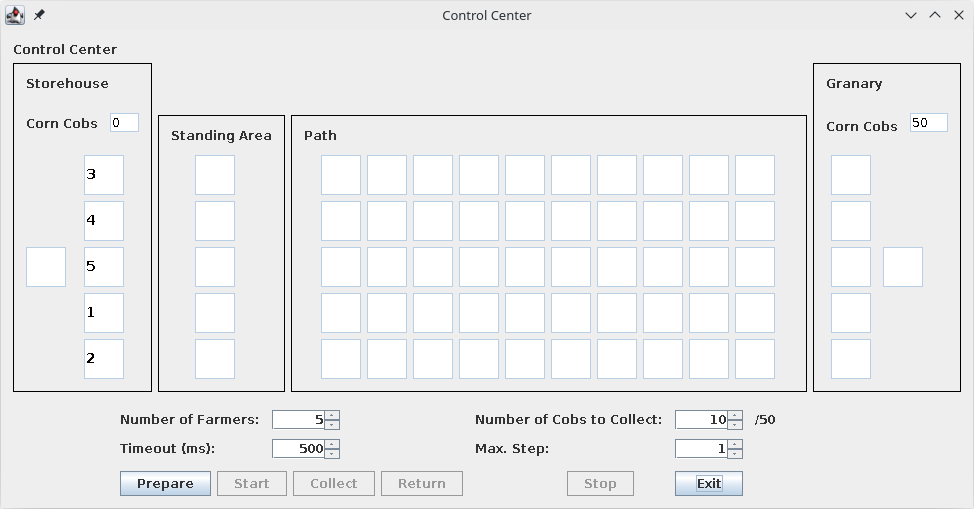 Control Center
Control Center
Storehouse
Corn Cobs 0
3
4
5
1
2
Standing Area
Path
Granary
Corn Cobs 50
Number of Farmers: 5
Number of Cobs to Collect: 10 /50
Timeout (ms): 500
Max. Step: 1
Prepare Start Collect Return Stop Exit